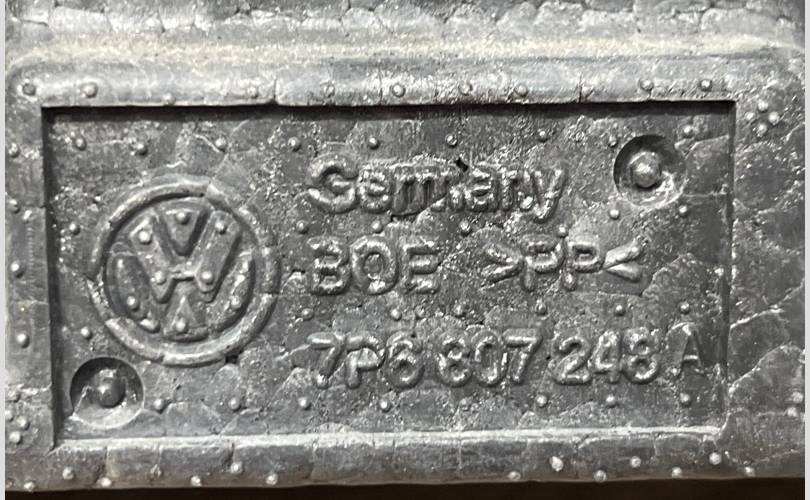 Germany
BOE >PP<
7P6 807 248 A